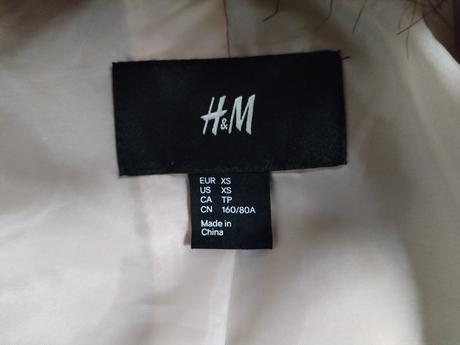 H&M
EUR XS
US XS
CA TP
CN 160/80A
Made in
China